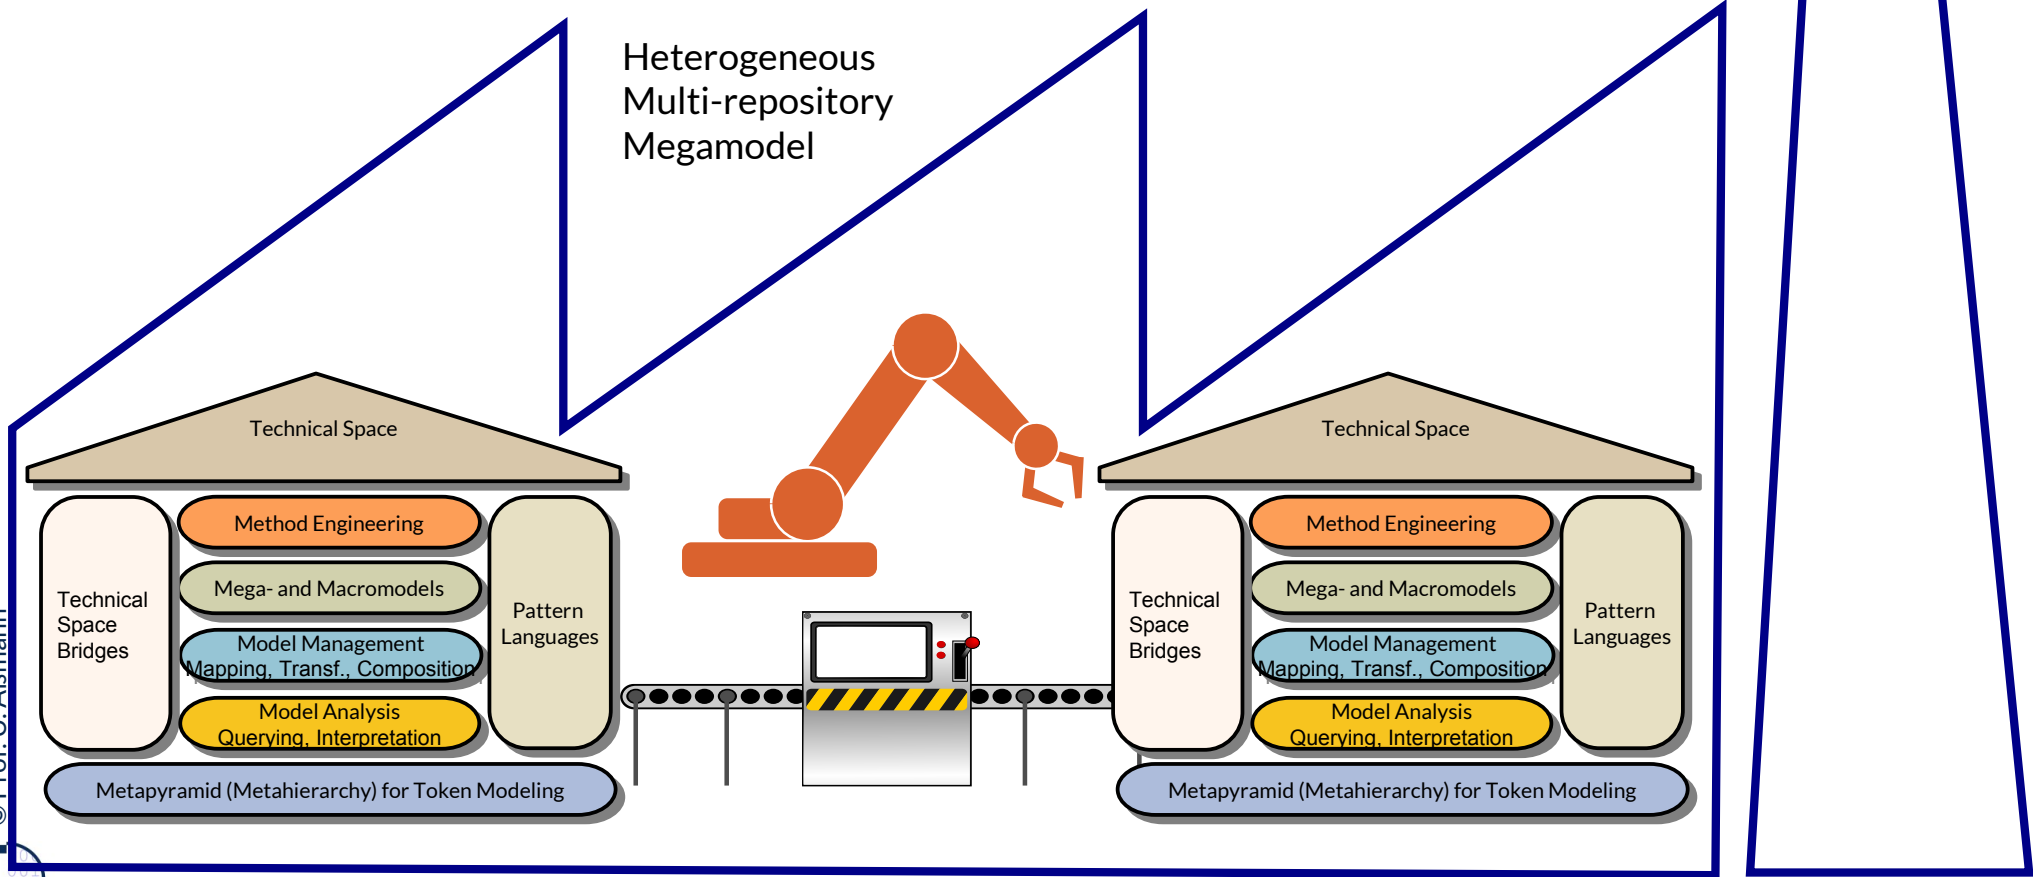 Heterogeneous
Multi-repository
Megamodel
Technical Space
Method Engineering
Mega- and Macromodels
Technical
Space
Bridges
Pattern
Languages
Model Management
Mapping, Transf., Composition
Model Analysis
Querying, Interpretation
Metapyramid (Metahierarchy) for Token Modeling
Technical Space
Method Engineering
Mega- and Macromodels
Technical
Space
Bridges
Pattern
Languages
Model Management
Mapping, Transf., Composition
Model Analysis
Querying, Interpretation
Metapyramid (Metahierarchy) for Token Modeling
© Prof. U. Aßmann